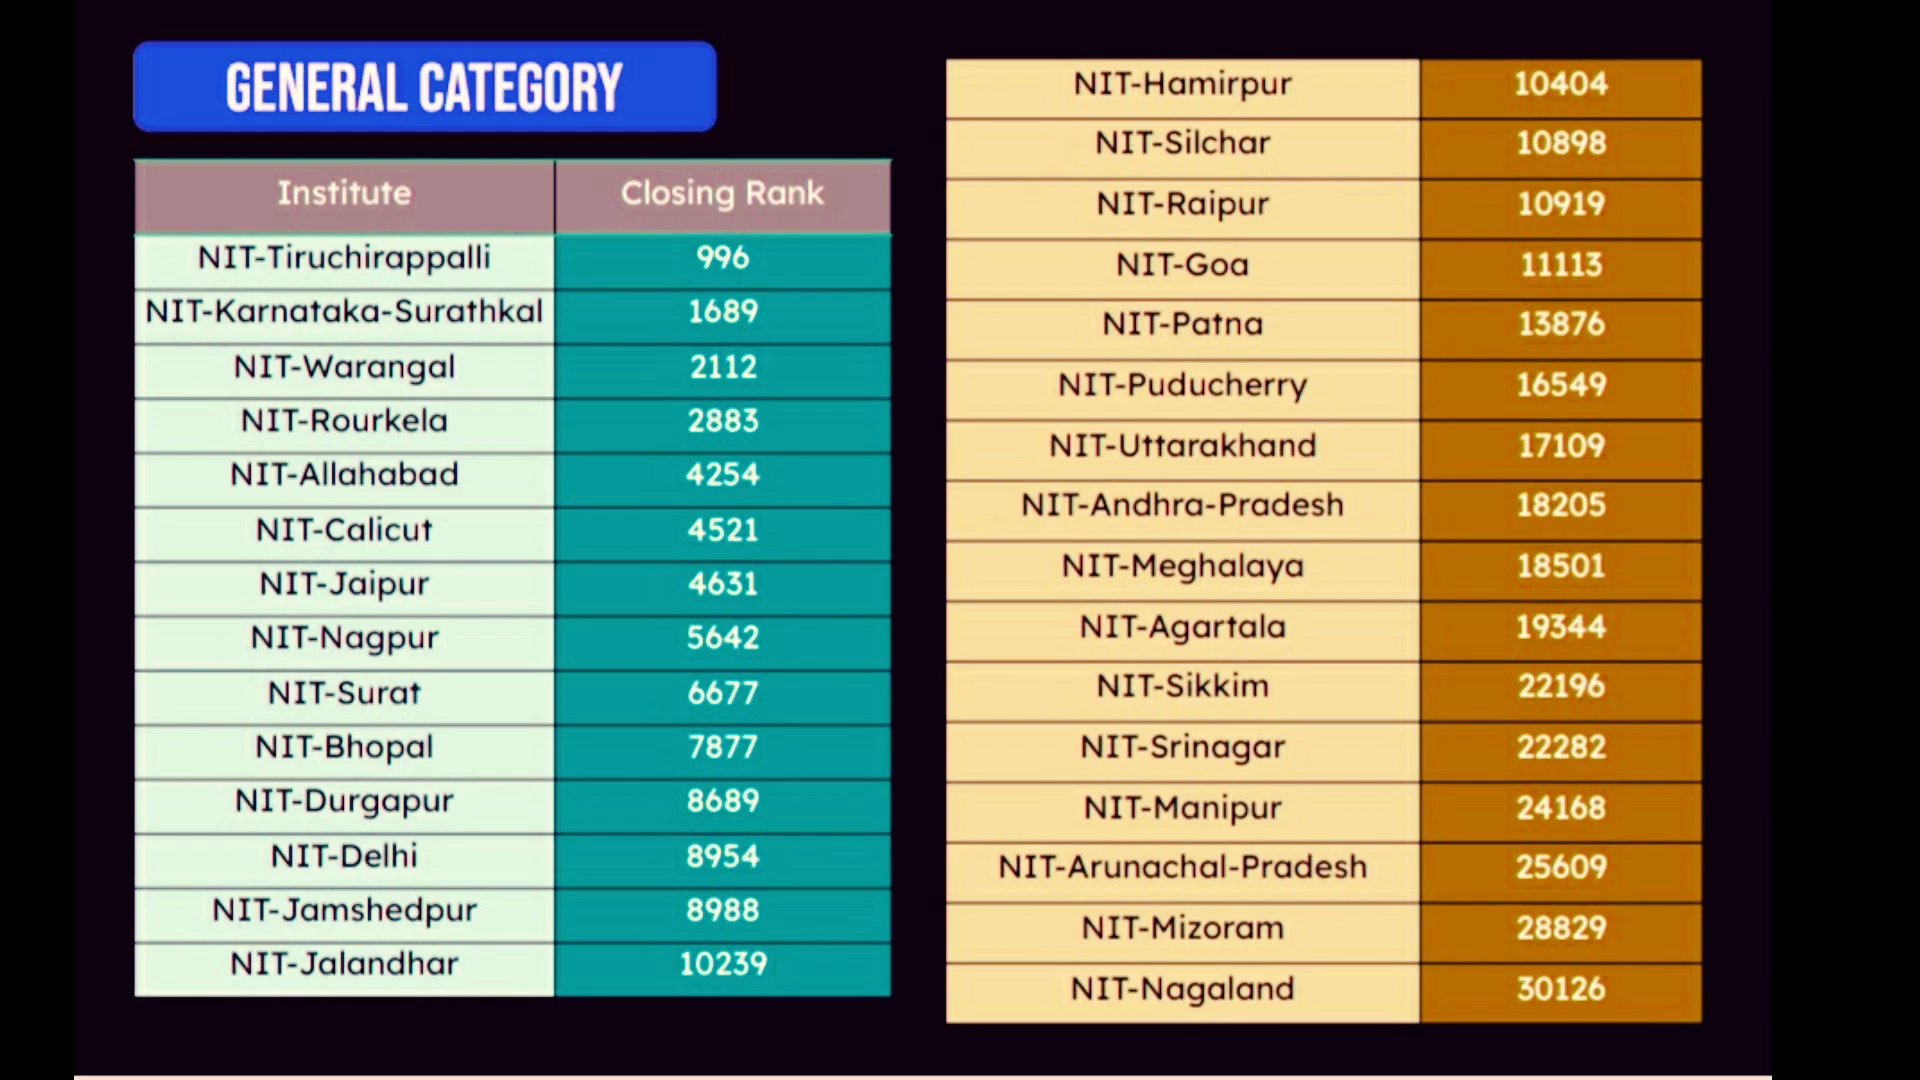 GENERAL CATEGORY
Institute Closing Rank
NIT-Tiruchirappalli 996
NIT-Karnataka-Surathkal 1689
NIT-Warangal 2112
NIT-Rourkela 2883
NIT-Allahabad 4254
NIT-Calicut 4521
NIT-Jaipur 4631
NIT-Nagpur 5642
NIT-Surat 6677
NIT-Bhopal 7877
NIT-Durgapur 8689
NIT-Delhi 8954
NIT-Jamshedpur 8988
NIT-Jalandhar 10239
NIT-Hamirpur 10404
NIT-Silchar 10898
NIT-Raipur 10919
NIT-Goa 11113
NIT-Patna 13876
NIT-Puducherry 16549
NIT-Uttarakhand 17109
NIT-Andhra-Pradesh 18205
NIT-Meghalaya 18501
NIT-Agartala 19344
NIT-Sikkim 22196
NIT-Srinagar 22282
NIT-Manipur 24168
NIT-Arunachal-Pradesh 25609
NIT-Mizoram 28829
NIT-Nagaland 30126